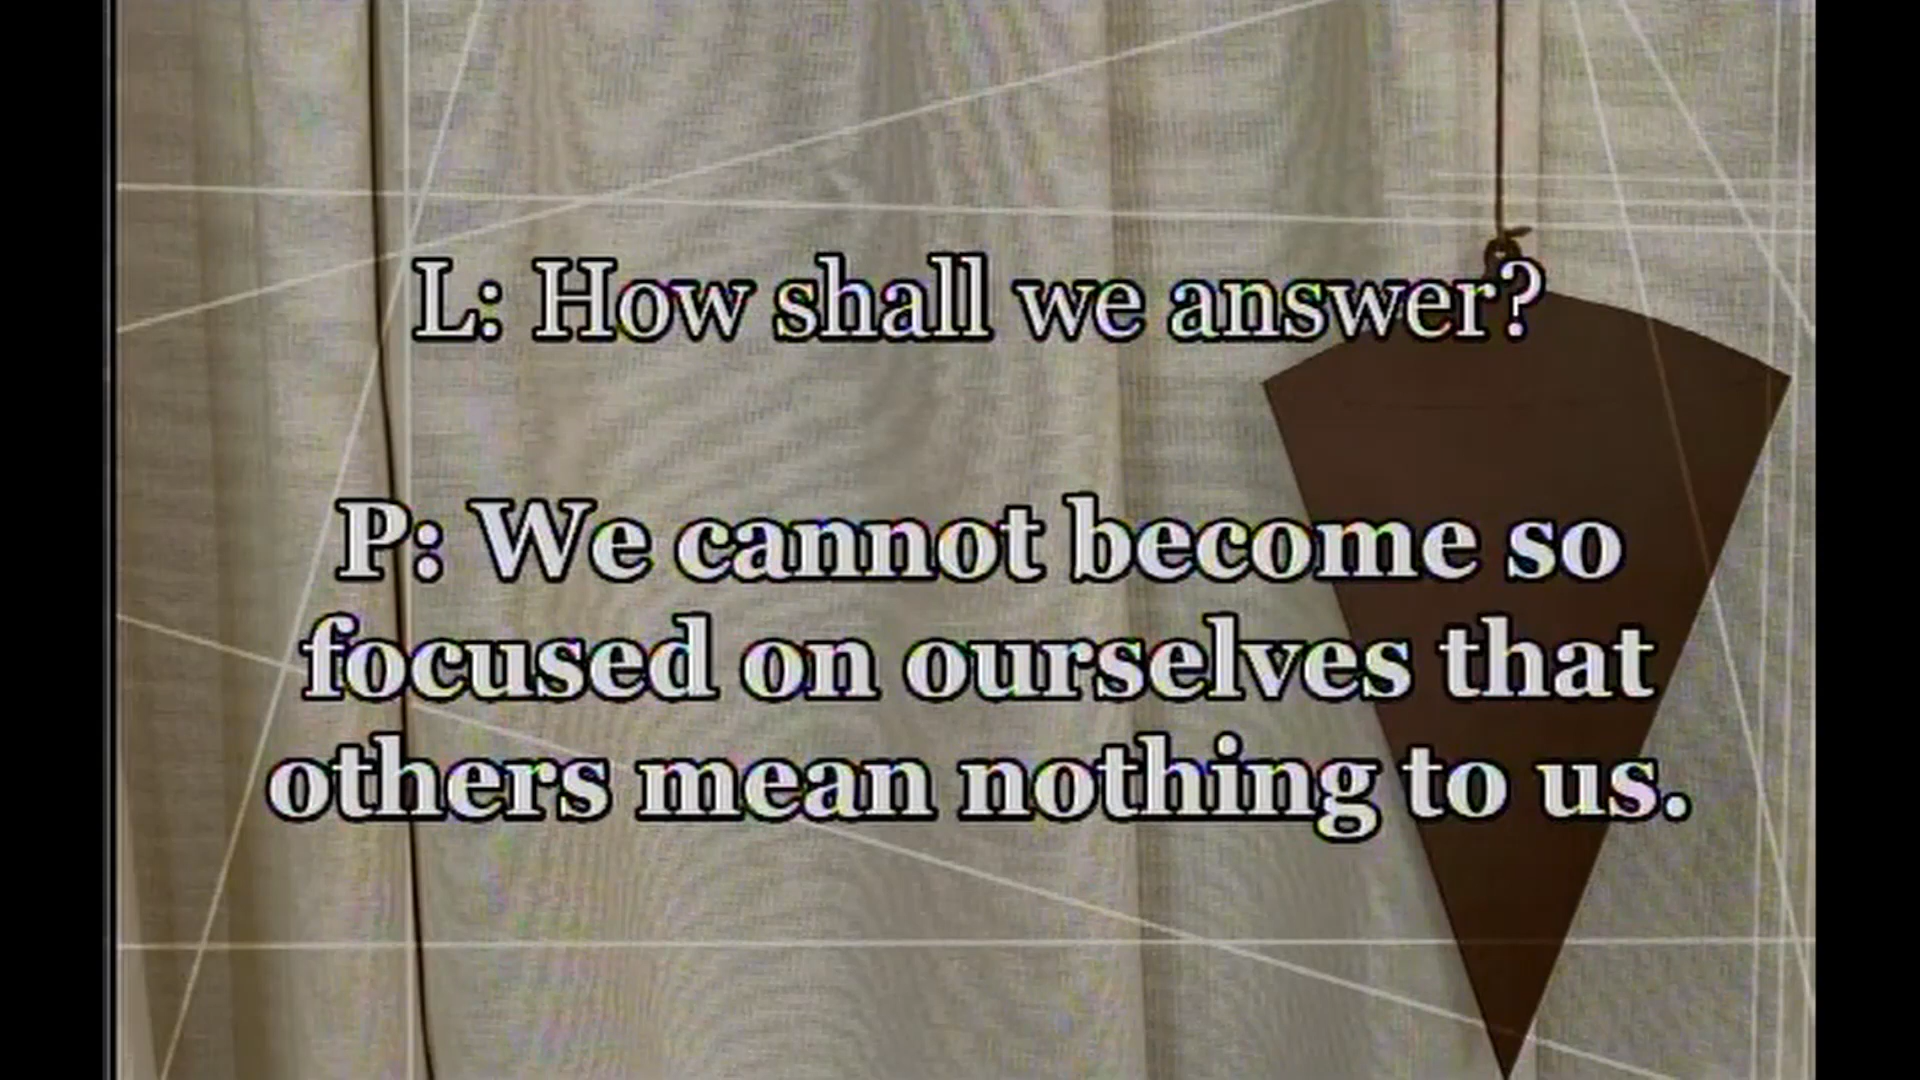 L: How shall we answer?
P: We cannot become so
focused on ourselves that
others mean nothing to us.